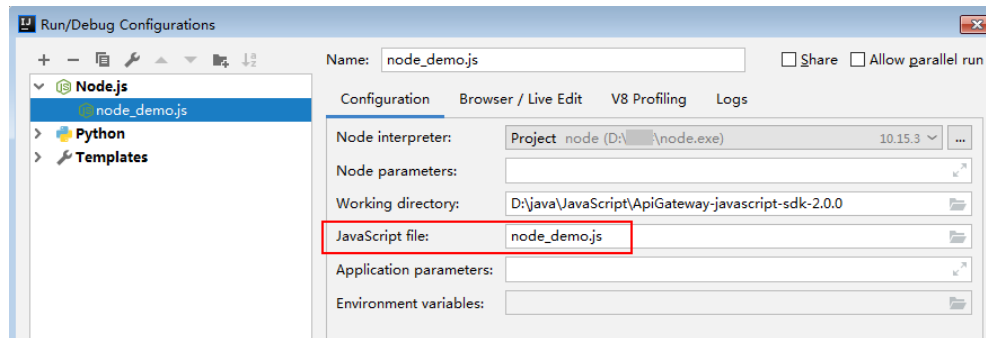 Run/Debug Configurations
Name: node_demo.js Share Allow parallel run
Node.js
node_demo.js
Python
Templates
Configuration Browser / Live Edit V8 Profiling Logs
Node interpreter: Project node (D:\ \node.exe) 10.15.3 ...
Node parameters:
Working directory: D:\java\JavaScript\ApiGateway-javascript-sdk-2.0.0
JavaScript file: node_demo.js
Application parameters:
Environment variables: